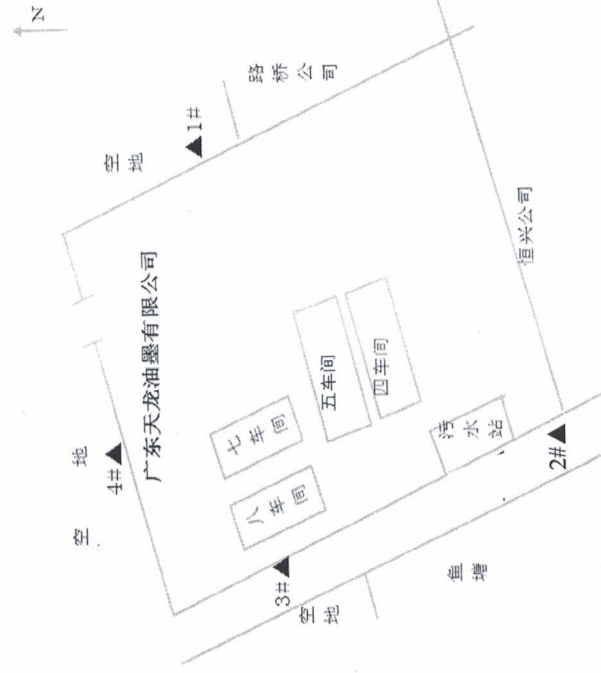 N
空地
4#
空地
1#
路桥公司
广东天龙油墨有限公司
七车间
八车间
五车间
四车间
3#
空地
污水站
鱼塘
恒兴公司
2#